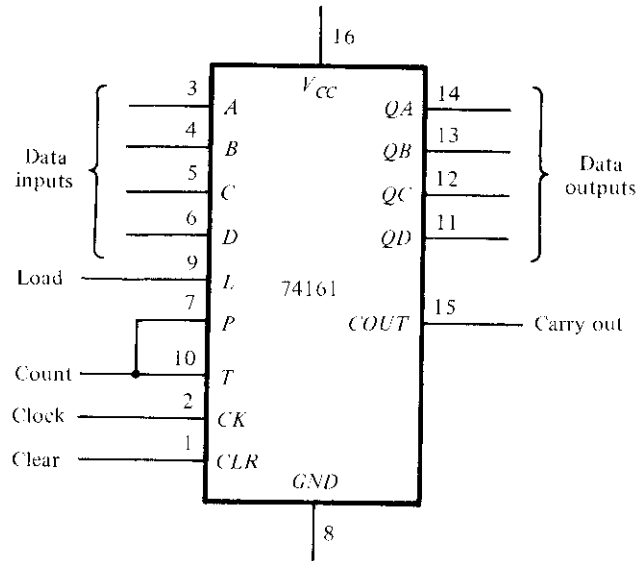 16
V_CC
3 A QA 14
4 B QB 13
Data inputs
5 C QC 12
Data outputs
6 D QD 11
Load 9 L
74161
7 P COUT 15 Carry out
Count 10 T
Clock 2 CK
Clear 1 CLR
GND
8